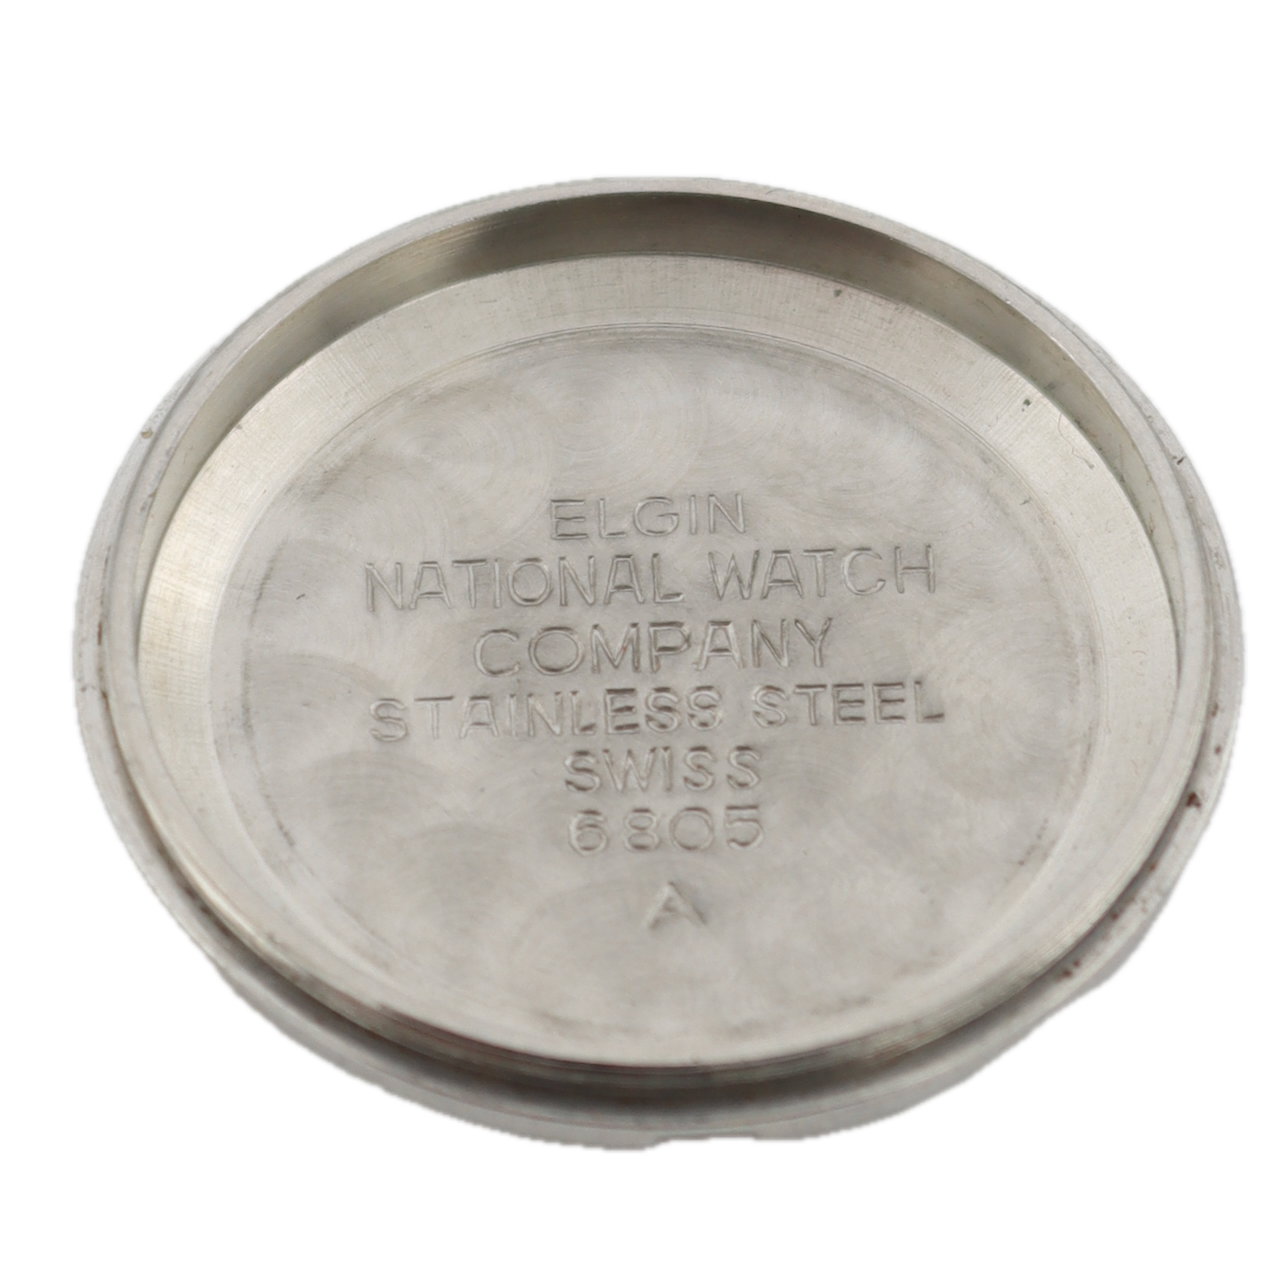 ELGIN
NATIONAL WATCH
COMPANY
STAINLESS STEEL
SWISS
6805
A